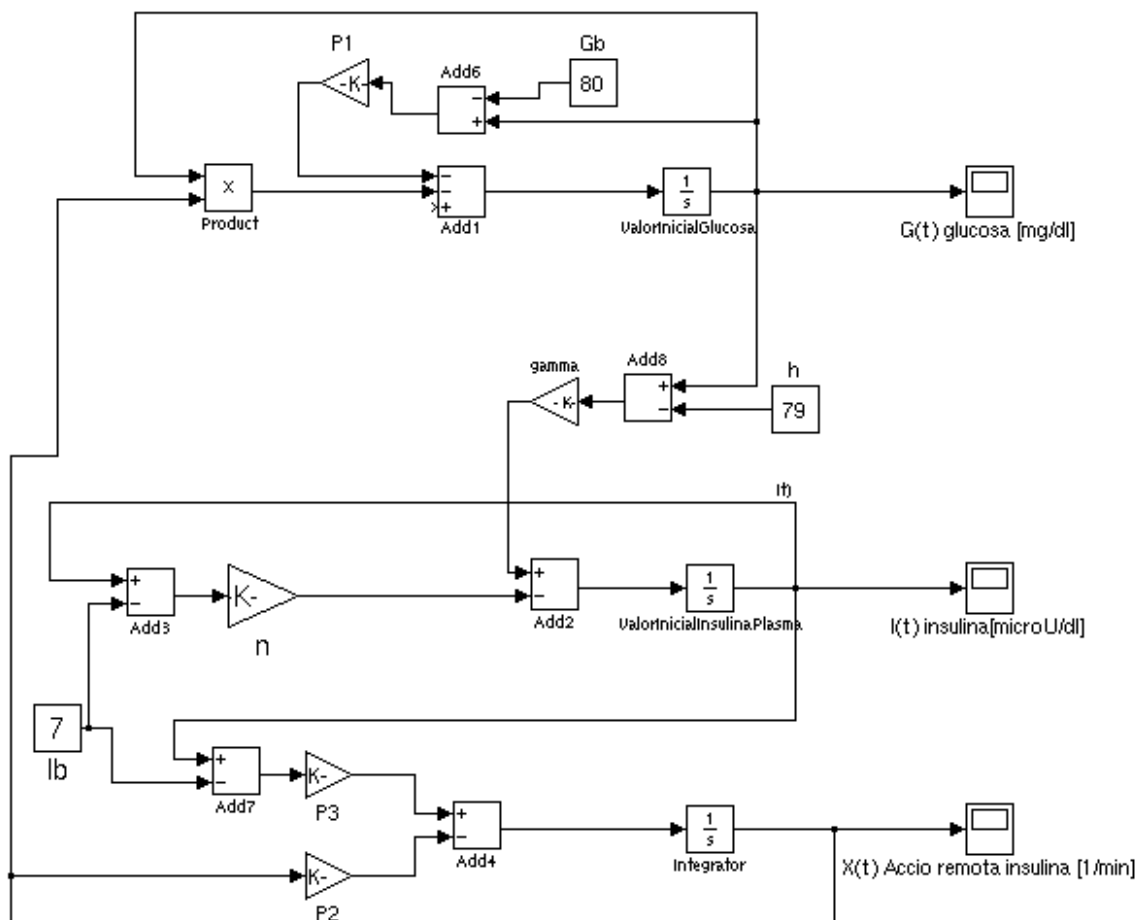 P1
Gb
-K-
Add6
-
+
80
x
Product
-
-
+
Add1
1
s
ValorInicialGlucosa
G(t) glucosa [mg/dl]
gamma
-K-
Add8
+
-
h
79
It)
+
-
Add3
K-
n
+
-
Add2
1
s
ValorInicialInsulinaPlasma
I(t) insulina[microU/dl]
7
Ib
+
-
Add7
K-
P3
+
-
Add4
1
s
Integrator
X(t) Accio remota insulina [1/min]
K-
P2